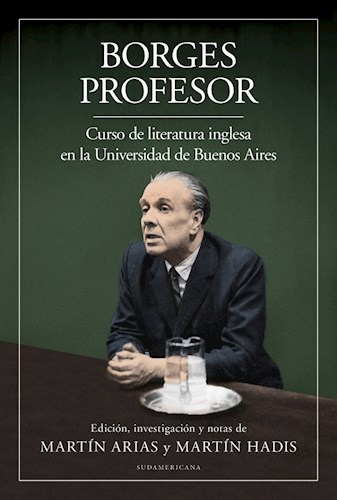 BORGES
PROFESOR
Curso de literatura inglesa
en la Universidad de Buenos Aires
Edición, investigación y notas de
MARTÍN ARIAS y MARTÍN HADIS
SUDAMERICANA